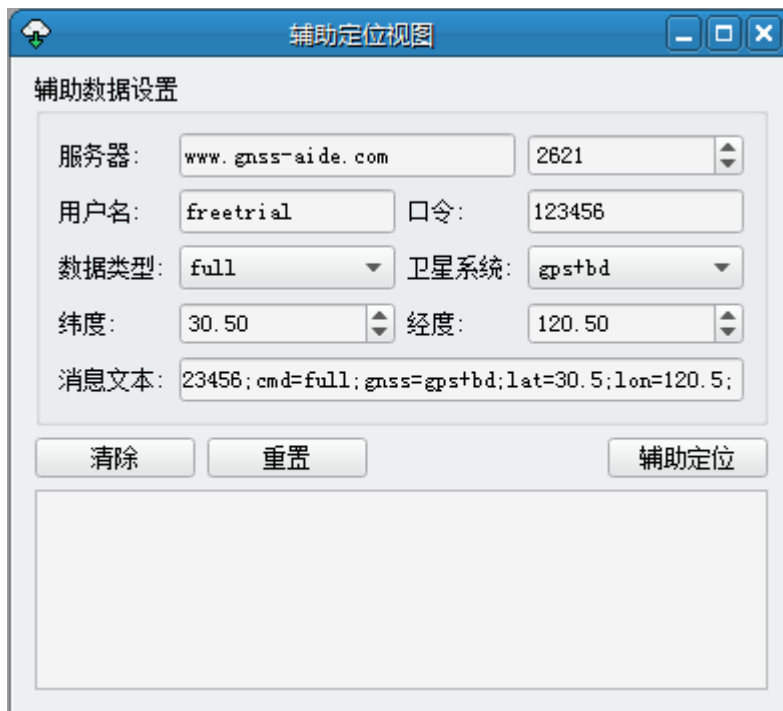 辅助定位视图
辅助数据设置
服务器: www.gnss-aide.com 2621
用户名: freetrial 口令: 123456
数据类型: full 卫星系统: gps+bd
纬度: 30.50 经度: 120.50
消息文本: 23456;cmd=full;gnss=gps+bd;lat=30.5;lon=120.5;
清除 重置 辅助定位